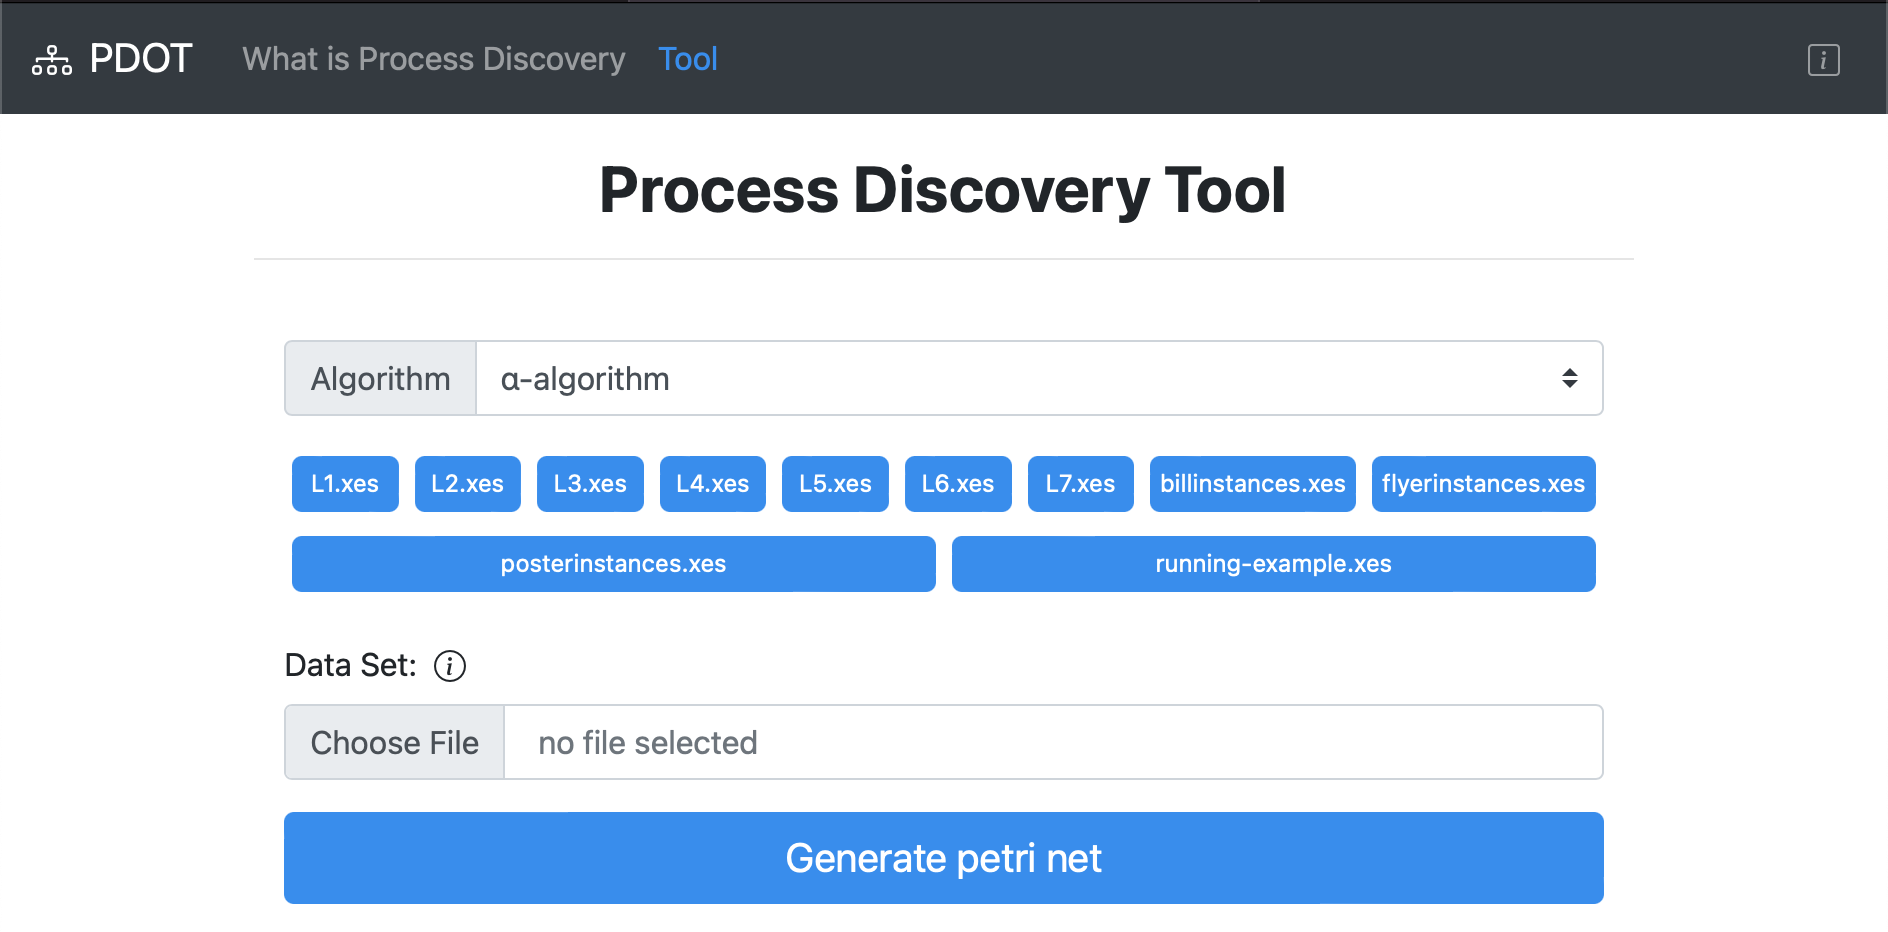 PDOT What is Process Discovery Tool i
Process Discovery Tool
Algorithm α-algorithm
L1.xes L2.xes L3.xes L4.xes L5.xes L6.xes L7.xes billinstances.xes flyerinstances.xes
posterinstances.xes running-example.xes
Data Set: i
Choose File no file selected
Generate petri net